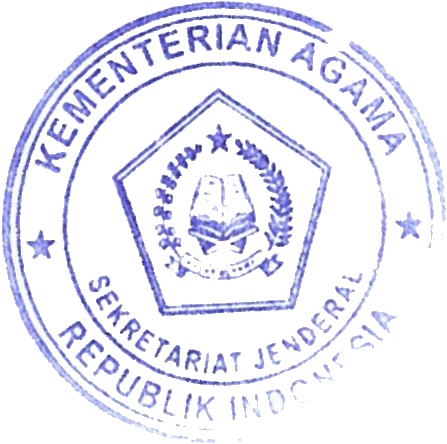 KEMENTERIAN AGAMA
SEKRETARIAT JENDERAL
REPUBLIK INDONESIA